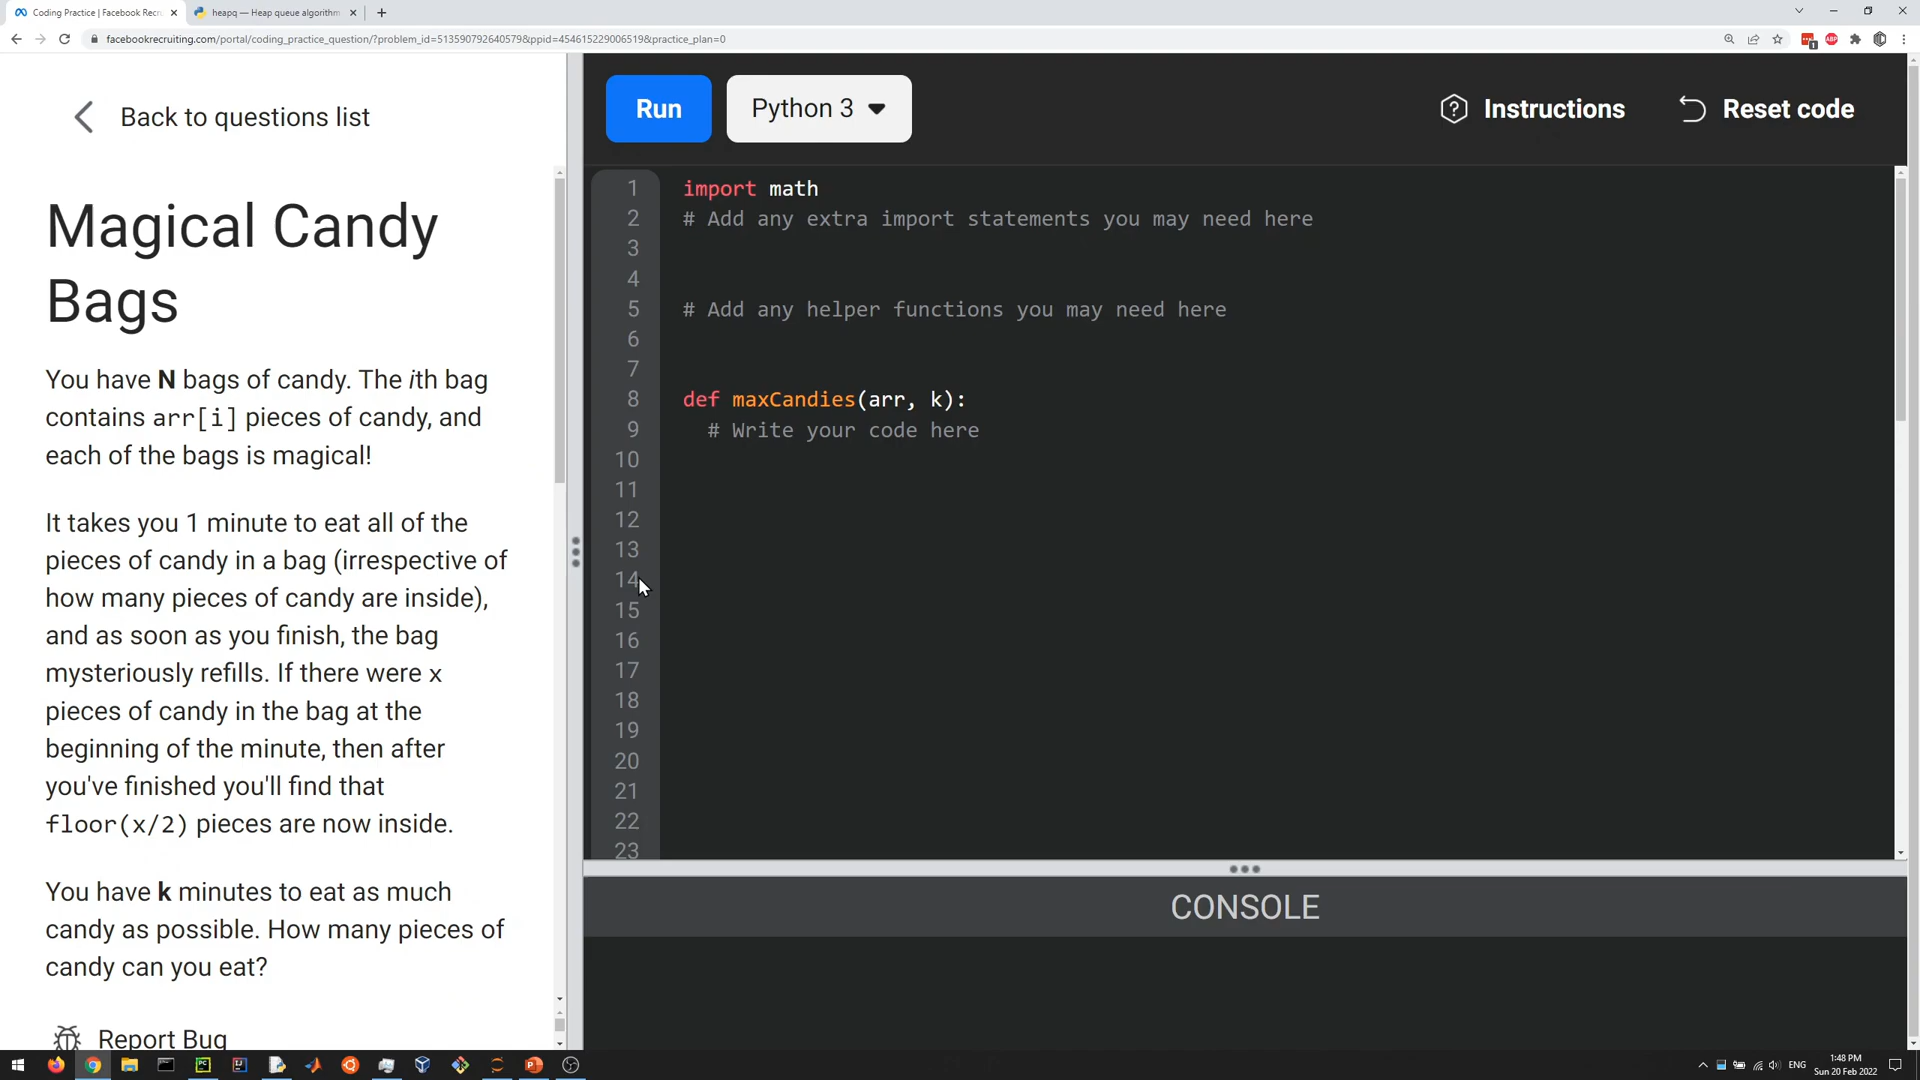 Coding Practice | Facebook Recru
heapq — Heap queue algorithm
facebookrecruiting.com/portal/coding_practice_question/?problem_id=513590792640579&ppid=454615229006519&practice_plan=0
Back to questions list
Magical Candy
Bags
You have N bags of candy. The ith bag
contains arr[i] pieces of candy, and
each of the bags is magical!
It takes you 1 minute to eat all of the
pieces of candy in a bag (irrespective of
how many pieces of candy are inside),
and as soon as you finish, the bag
mysteriously refills. If there were x
pieces of candy in the bag at the
beginning of the minute, then after
you've finished you'll find that
floor(x/2) pieces are now inside.
You have k minutes to eat as much
candy as possible. How many pieces of
candy can you eat?
Report Bug
Run
Python 3
Instructions
Reset code
1 import math
2 # Add any extra import statements you may need here
3
4
5 # Add any helper functions you may need here
6
7
8 def maxCandies(arr, k):
9 # Write your code here
10
11
12
13
14
15
16
17
18
19
20
21
22
23
CONSOLE
ABP
1
PC
IJ
P
ENG
1:48 PM
Sun 20 Feb 2022